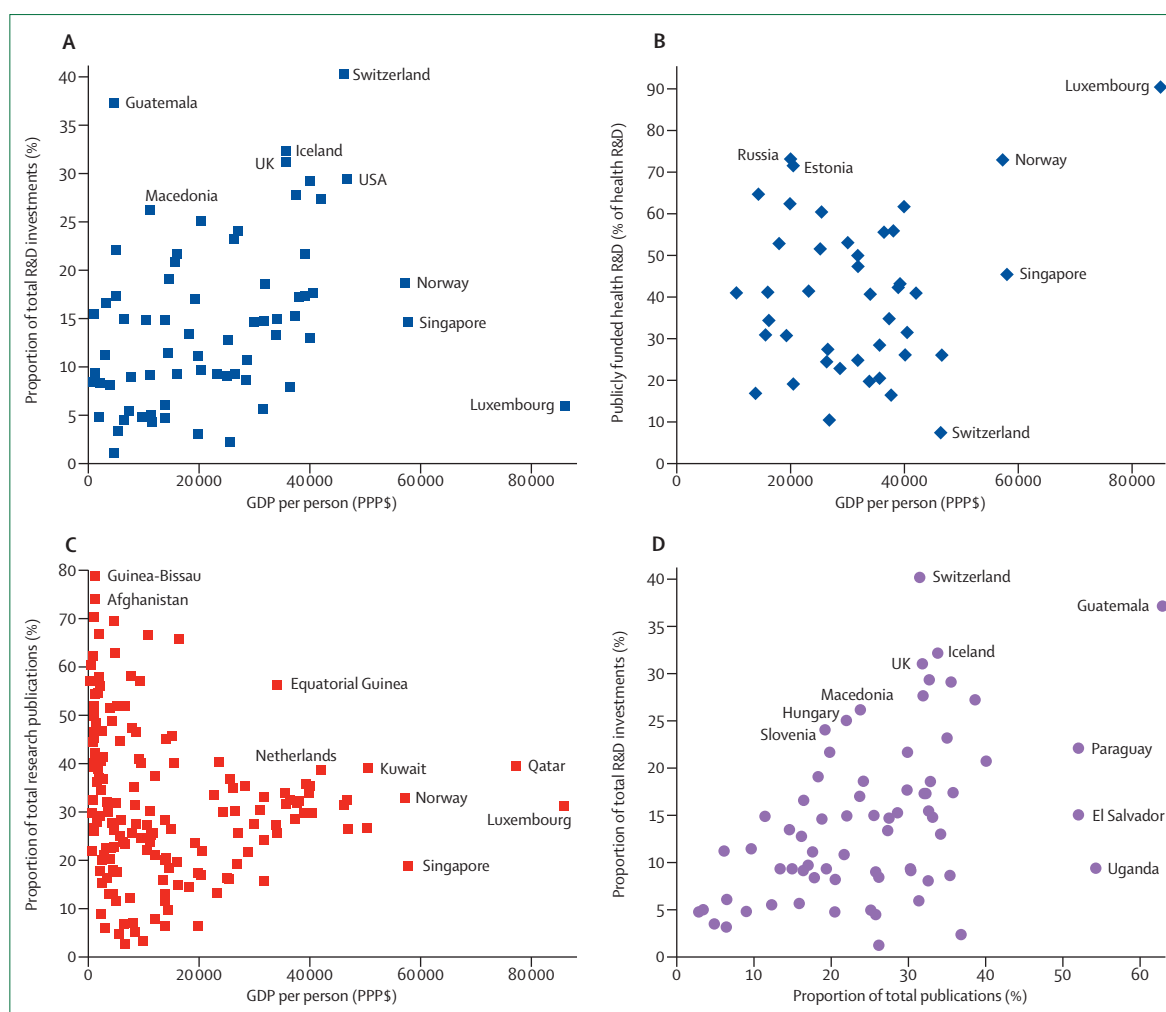 A
Proportion of total R&D investments (%)
40
35
30
25
20
15
10
5
0
Switzerland
Guatemala
Iceland
UK
USA
Macedonia
Norway
Singapore
Luxembourg
0 20000 40000 60000 80000
GDP per person (PPP$)
B
Publicly funded health R&D (% of health R&D)
90
80
70
60
50
40
30
20
10
0
Luxembourg
Russia
Estonia
Norway
Singapore
Switzerland
0 20000 40000 60000 80000
GDP per person (PPP$)
C
Proportion of total research publications (%)
80
70
60
50
40
30
20
10
0
Guinea-Bissau
Afghanistan
Equatorial Guinea
Netherlands
Kuwait
Qatar
Norway
Luxembourg
Singapore
0 20000 40000 60000 80000
GDP per person (PPP$)
D
Proportion of total R&D investments (%)
40
35
30
25
20
15
10
5
0
Switzerland
Guatemala
Iceland
UK
Macedonia
Hungary
Slovenia
Paraguay
El Salvador
Uganda
0 10 20 30 40 50 60
Proportion of total publications (%)